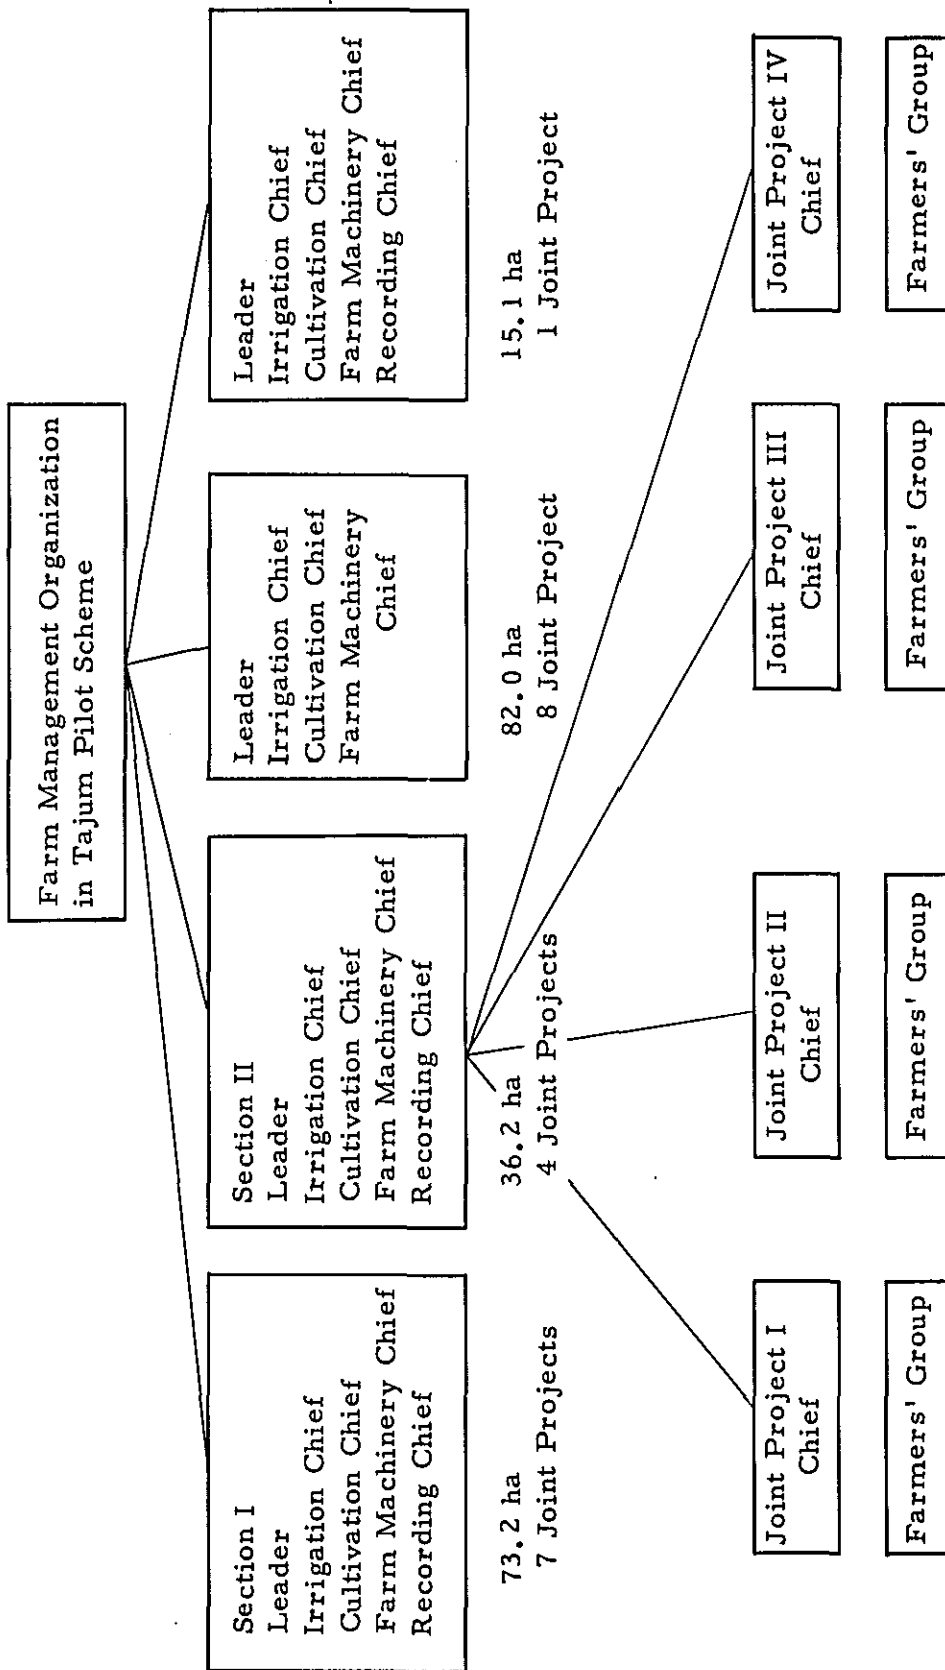 Farm Management Organization
in Tajum Pilot Scheme
Section I
Leader
Irrigation Chief
Cultivation Chief
Farm Machinery Chief
Recording Chief
73.2 ha
7 Joint Projects
Section II
Leader
Irrigation Chief
Cultivation Chief
Farm Machinery Chief
Recording Chief
36.2 ha
4 Joint Projects
Leader
Irrigation Chief
Cultivation Chief
Farm Machinery
Chief
82.0 ha
8 Joint Project
Leader
Irrigation Chief
Cultivation Chief
Farm Machinery Chief
Recording Chief
15.1 ha
1 Joint Project
Joint Project I
Chief
Joint Project II
Chief
Joint Project III
Chief
Joint Project IV
Chief
Farmers' Group
Farmers' Group
Farmers' Group
Farmers' Group